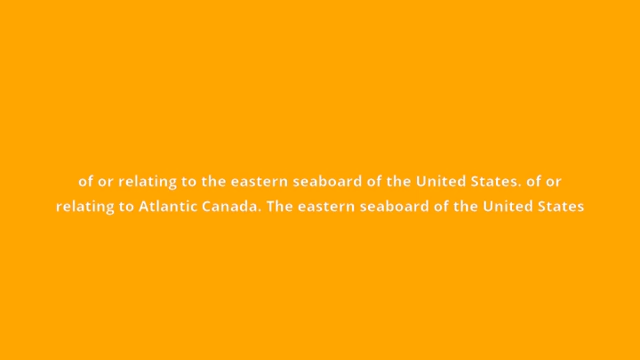 of or relating to the eastern seaboard of the United States. of or
relating to Atlantic Canada. The eastern seaboard of the United States